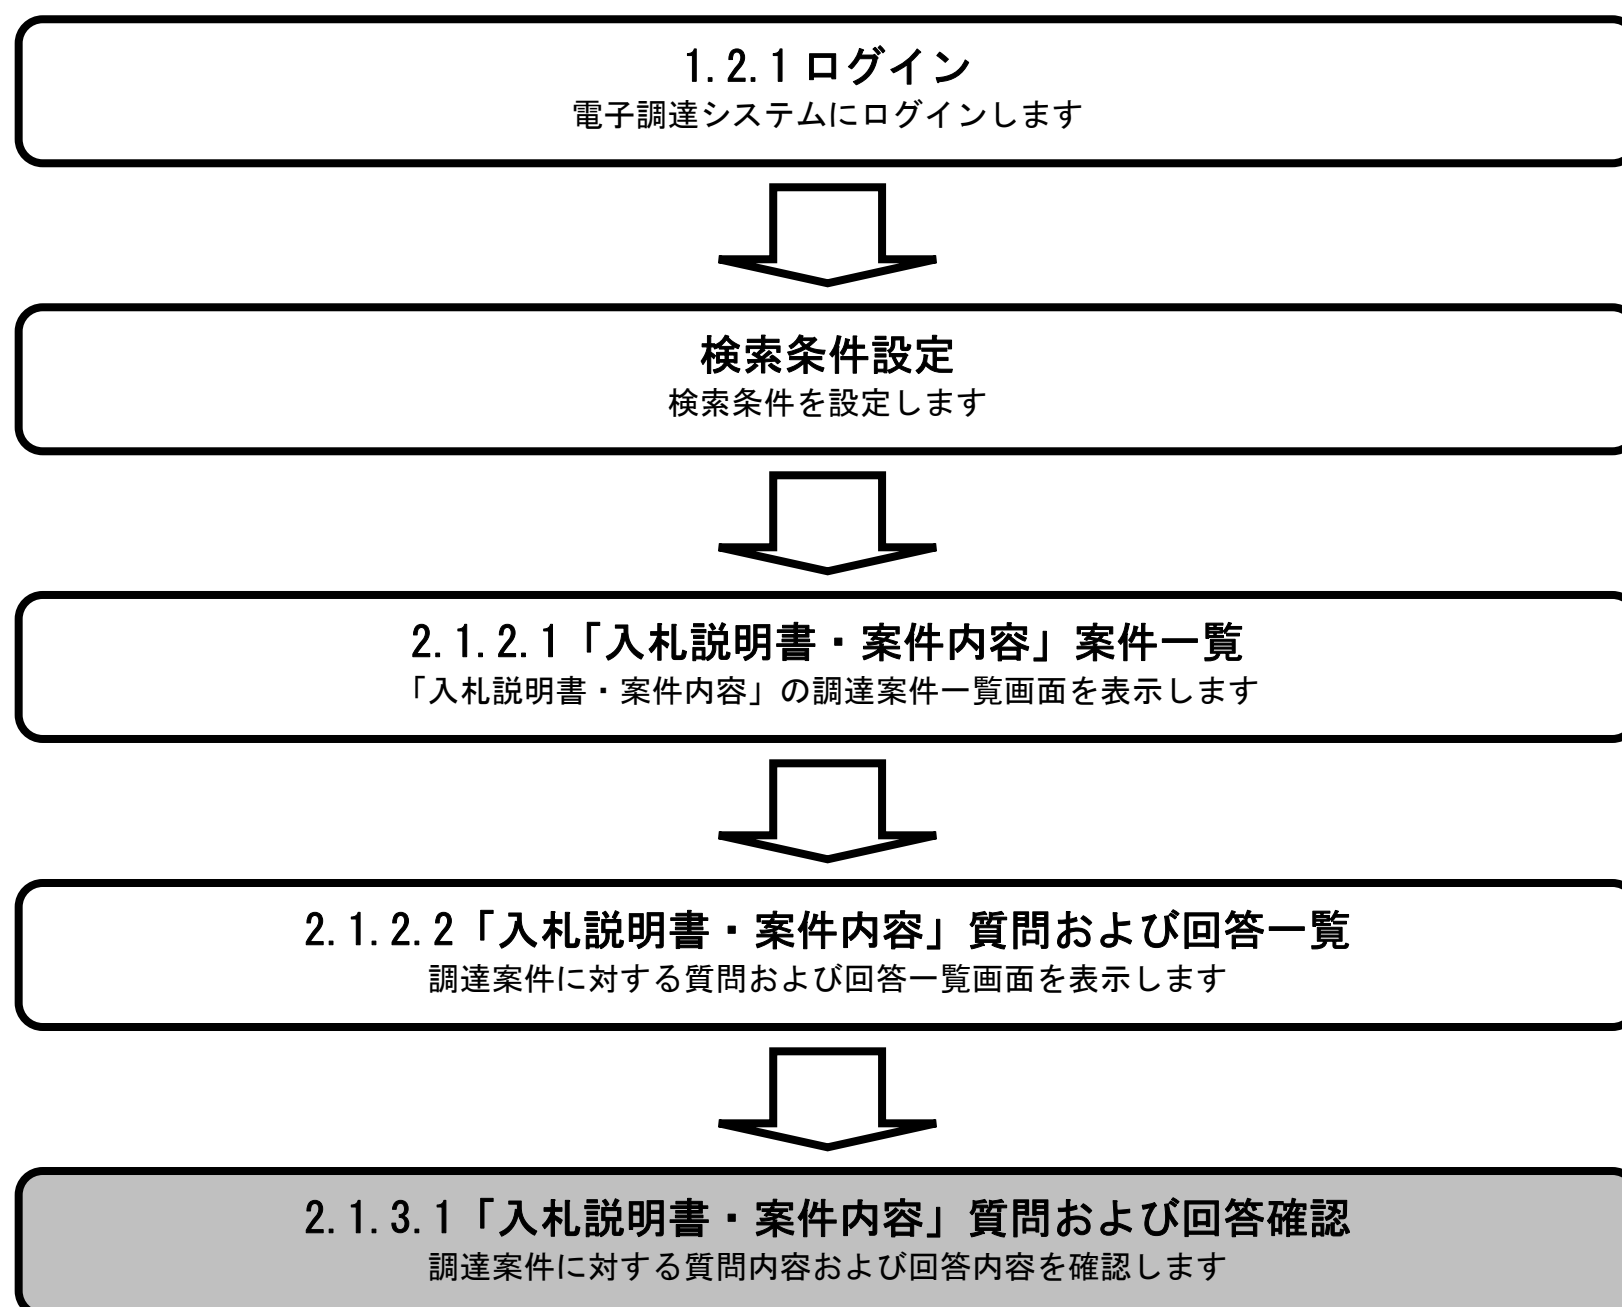 1.2.1 ログイン
電子調達システムにログインします
検索条件設定
検索条件を設定します
2.1.2.1「入札説明書・案件内容」案件一覧
「入札説明書・案件内容」の調達案件一覧画面を表示します
2.1.2.2「入札説明書・案件内容」質問および回答一覧
調達案件に対する質問および回答一覧画面を表示します
2.1.3.1「入札説明書・案件内容」質問および回答確認
調達案件に対する質問内容および回答内容を確認します